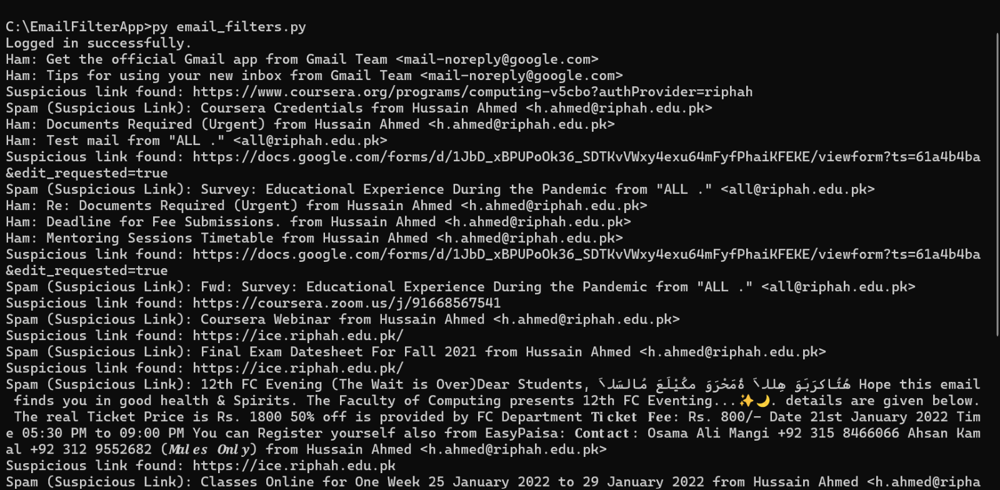 C:\EmailFilterApp>py email_filters.py
Logged in successfully.
Ham: Get the official Gmail app from Gmail Team <mail-noreply@google.com>
Ham: Tips for using your new inbox from Gmail Team <mail-noreply@google.com>
Suspicious link found: https://www.coursera.org/programs/computing-v5cbo?authProvider=riphah
Spam (Suspicious Link): Coursera Credentials from Hussain Ahmed <h.ahmed@riphah.edu.pk>
Ham: Documents Required (Urgent) from Hussain Ahmed <h.ahmed@riphah.edu.pk>
Ham: Test mail from "ALL ." <all@riphah.edu.pk>
Suspicious link found: https://docs.google.com/forms/d/1JbD_xBPUPoOk36_SDTKvVWxy4exu64mFyfPhaiKFEKE/viewform?ts=61a4b4ba
&edit_requested=true
Spam (Suspicious Link): Survey: Educational Experience During the Pandemic from "ALL ." <all@riphah.edu.pk>
Ham: Re: Documents Required (Urgent) from Hussain Ahmed <h.ahmed@riphah.edu.pk>
Ham: Deadline for Fee Submissions. from Hussain Ahmed <h.ahmed@riphah.edu.pk>
Ham: Mentoring Sessions Timetable from Hussain Ahmed <h.ahmed@riphah.edu.pk>
Suspicious link found: https://docs.google.com/forms/d/1JbD_xBPUPoOk36_SDTKvVWxy4exu64mFyfPhaiKFEKE/viewform?ts=61a4b4ba
&edit_requested=true
Spam (Suspicious Link): Fwd: Survey: Educational Experience During the Pandemic from "ALL ." <all@riphah.edu.pk>
Suspicious link found: https://coursera.zoom.us/j/91668567541
Spam (Suspicious Link): Coursera Webinar from Hussain Ahmed <h.ahmed@riphah.edu.pk>
Suspicious link found: https://ice.riphah.edu.pk/
Spam (Suspicious Link): Final Exam Datesheet For Fall 2021 from Hussain Ahmed <h.ahmed@riphah.edu.pk>
Suspicious link found: https://ice.riphah.edu.pk/
Spam (Suspicious Link): 12th FC Evening (The Wait is Over)Dear Students, Hope this email
finds you in good health & Spirits. The Faculty of Computing presents 12th FC Eventing...✨🌙. details are given below.
The real Ticket Price is Rs. 1800 50% off is provided by FC Department 𝐓𝐢𝐜𝐤𝐞𝐭 𝐅𝐞𝐞: Rs. 800/- Date 21st January 2022 Tim
e 05:30 PM to 09:00 PM You can Register yourself also from EasyPaisa: 𝐂𝐨𝐧𝐭𝐚𝐜𝐭: Osama Ali Mangi +92 315 8466066 Ahsan Kam
al +92 312 9552682 (𝑴𝒂𝒍𝒆𝒔 𝑶𝒏𝒍𝒚) from Hussain Ahmed <h.ahmed@riphah.edu.pk>
Suspicious link found: https://ice.riphah.edu.pk
Spam (Suspicious Link): Classes Online for One Week 25 January 2022 to 29 January 2022 from Hussain Ahmed <h.ahmed@ripha